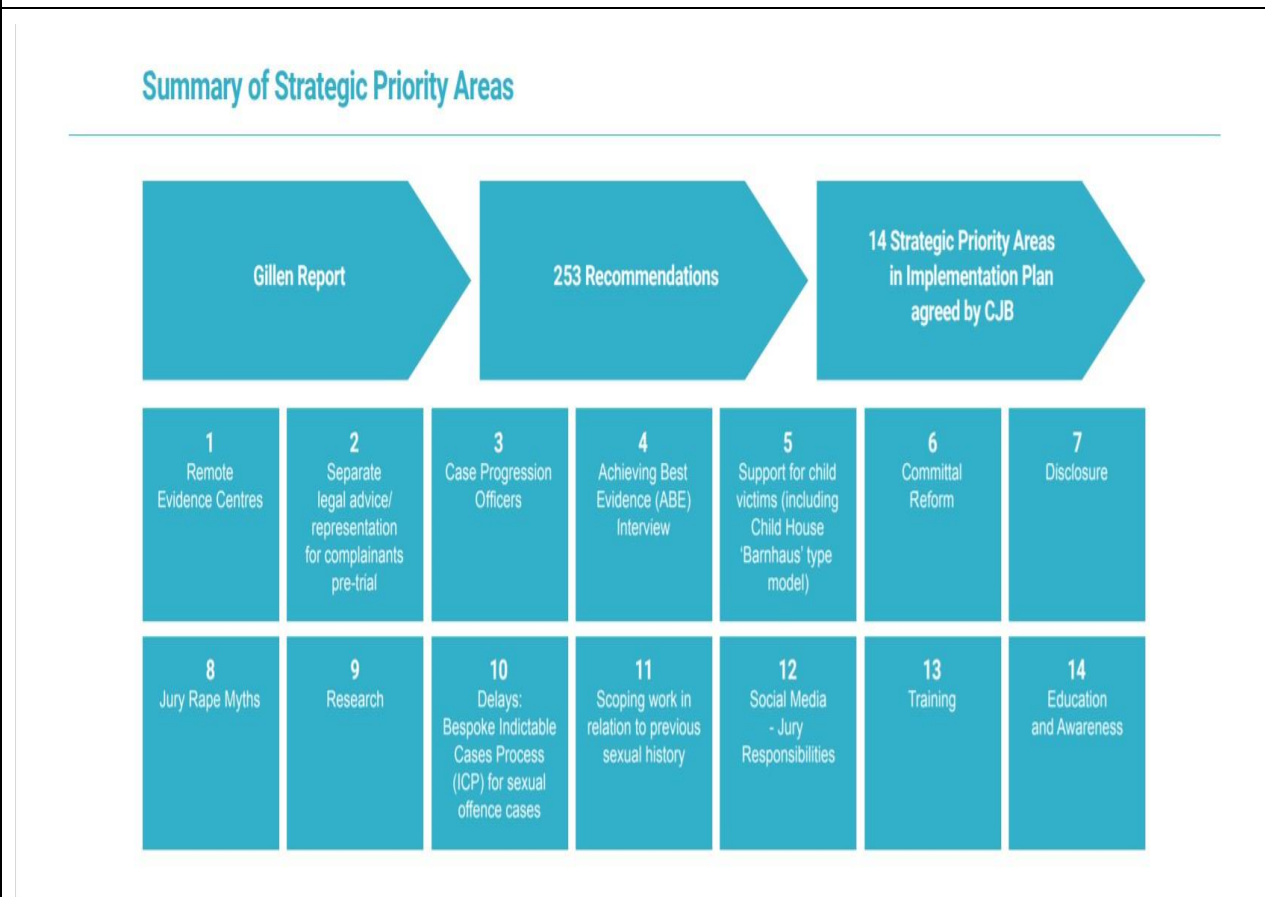 Summary of Strategic Priority Areas
Gillen Report
253 Recommendations
14 Strategic Priority Areas
in Implementation Plan
agreed by CJB
1
Remote
Evidence Centres
2
Separate
legal advice/
representation
for complainants
pre-trial
3
Case Progression
Officers
4
Achieving Best
Evidence (ABE)
Interview
5
Support for child
victims (including
Child House
‘Barnhaus’ type
model)
6
Committal
Reform
7
Disclosure
8
Jury Rape Myths
9
Research
10
Delays:
Bespoke Indictable
Cases Process
(ICP) for sexual
offence cases
11
Scoping work in
relation to previous
sexual history
12
Social Media
- Jury
Responsibilities
13
Training
14
Education
and Awareness